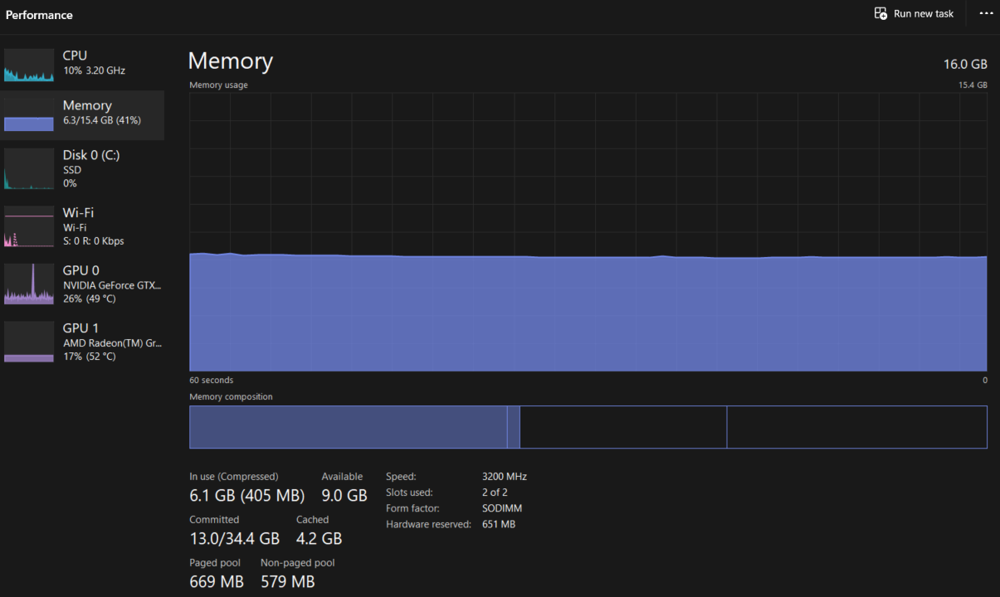 Performance
Run new task
CPU
10% 3.20 GHz
Memory
6.3/15.4 GB (41%)
Disk 0 (C:)
SSD
0%
Wi-Fi
Wi-Fi
S: 0 R: 0 Kbps
GPU 0
NVIDIA GeForce GTX...
26% (49 °C)
GPU 1
AMD Radeon(TM) Gr...
17% (52 °C)
Memory
16.0 GB
Memory usage
15.4 GB
60 seconds
0
Memory composition
In use (Compressed)
6.1 GB (405 MB)
Available
9.0 GB
Committed
13.0/34.4 GB
Cached
4.2 GB
Paged pool
669 MB
Non-paged pool
579 MB
Speed: 3200 MHz
Slots used: 2 of 2
Form factor: SODIMM
Hardware reserved: 651 MB